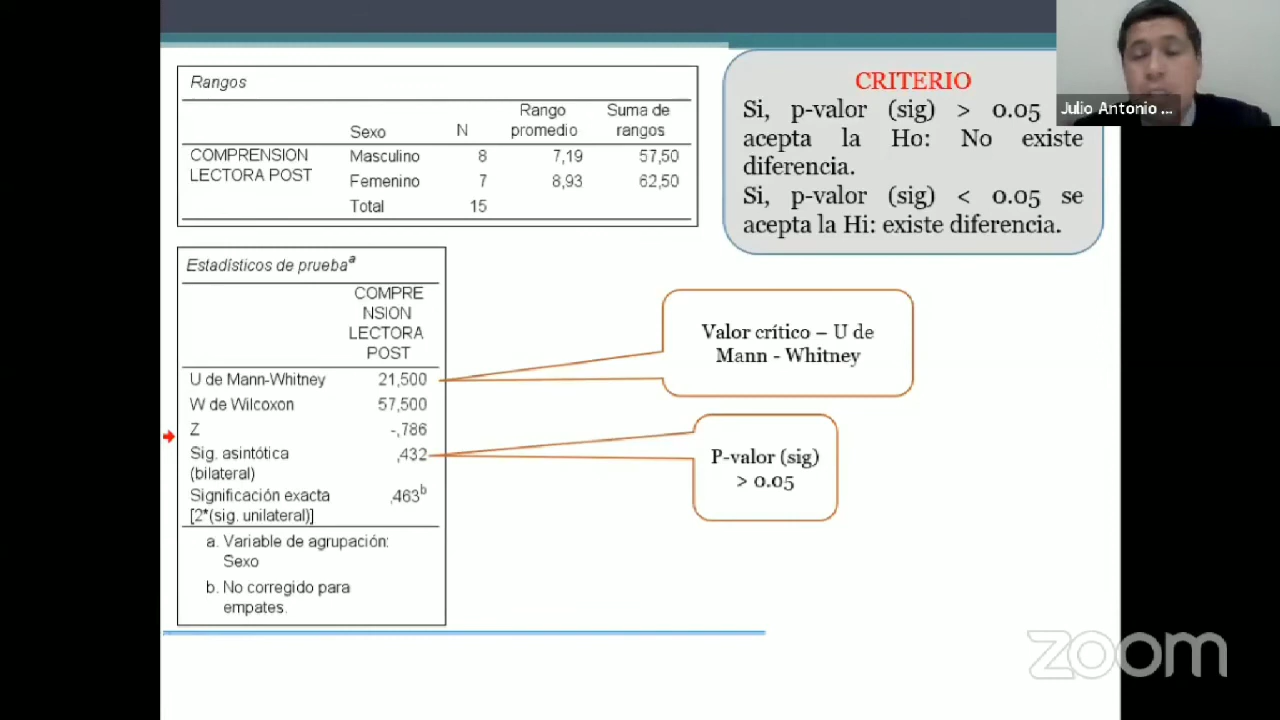 Rangos
Sexo N Rango promedio Suma de rangos
COMPRENSION LECTORA POST Masculino 8 7,19 57,50
Femenino 7 8,93 62,50
Total 15
Estadísticos de prueba^a
COMPRE
NSION
LECTORA
POST
U de Mann-Whitney 21,500
W de Wilcoxon 57,500
Z -,786
Sig. asintótica (bilateral) ,432
Significación exacta [2*(sig. unilateral)] ,463^b
a. Variable de agrupación:
Sexo
b. No corregido para
empates.
CRITERIO
Si, p-valor (sig) > 0.05
acepta la Ho: No existe
diferencia.
Si, p-valor (sig) < 0.05 se
acepta la Hi: existe diferencia.
Valor crítico – U de
Mann - Whitney
P-valor (sig)
> 0.05
Julio Antonio ...
zoom